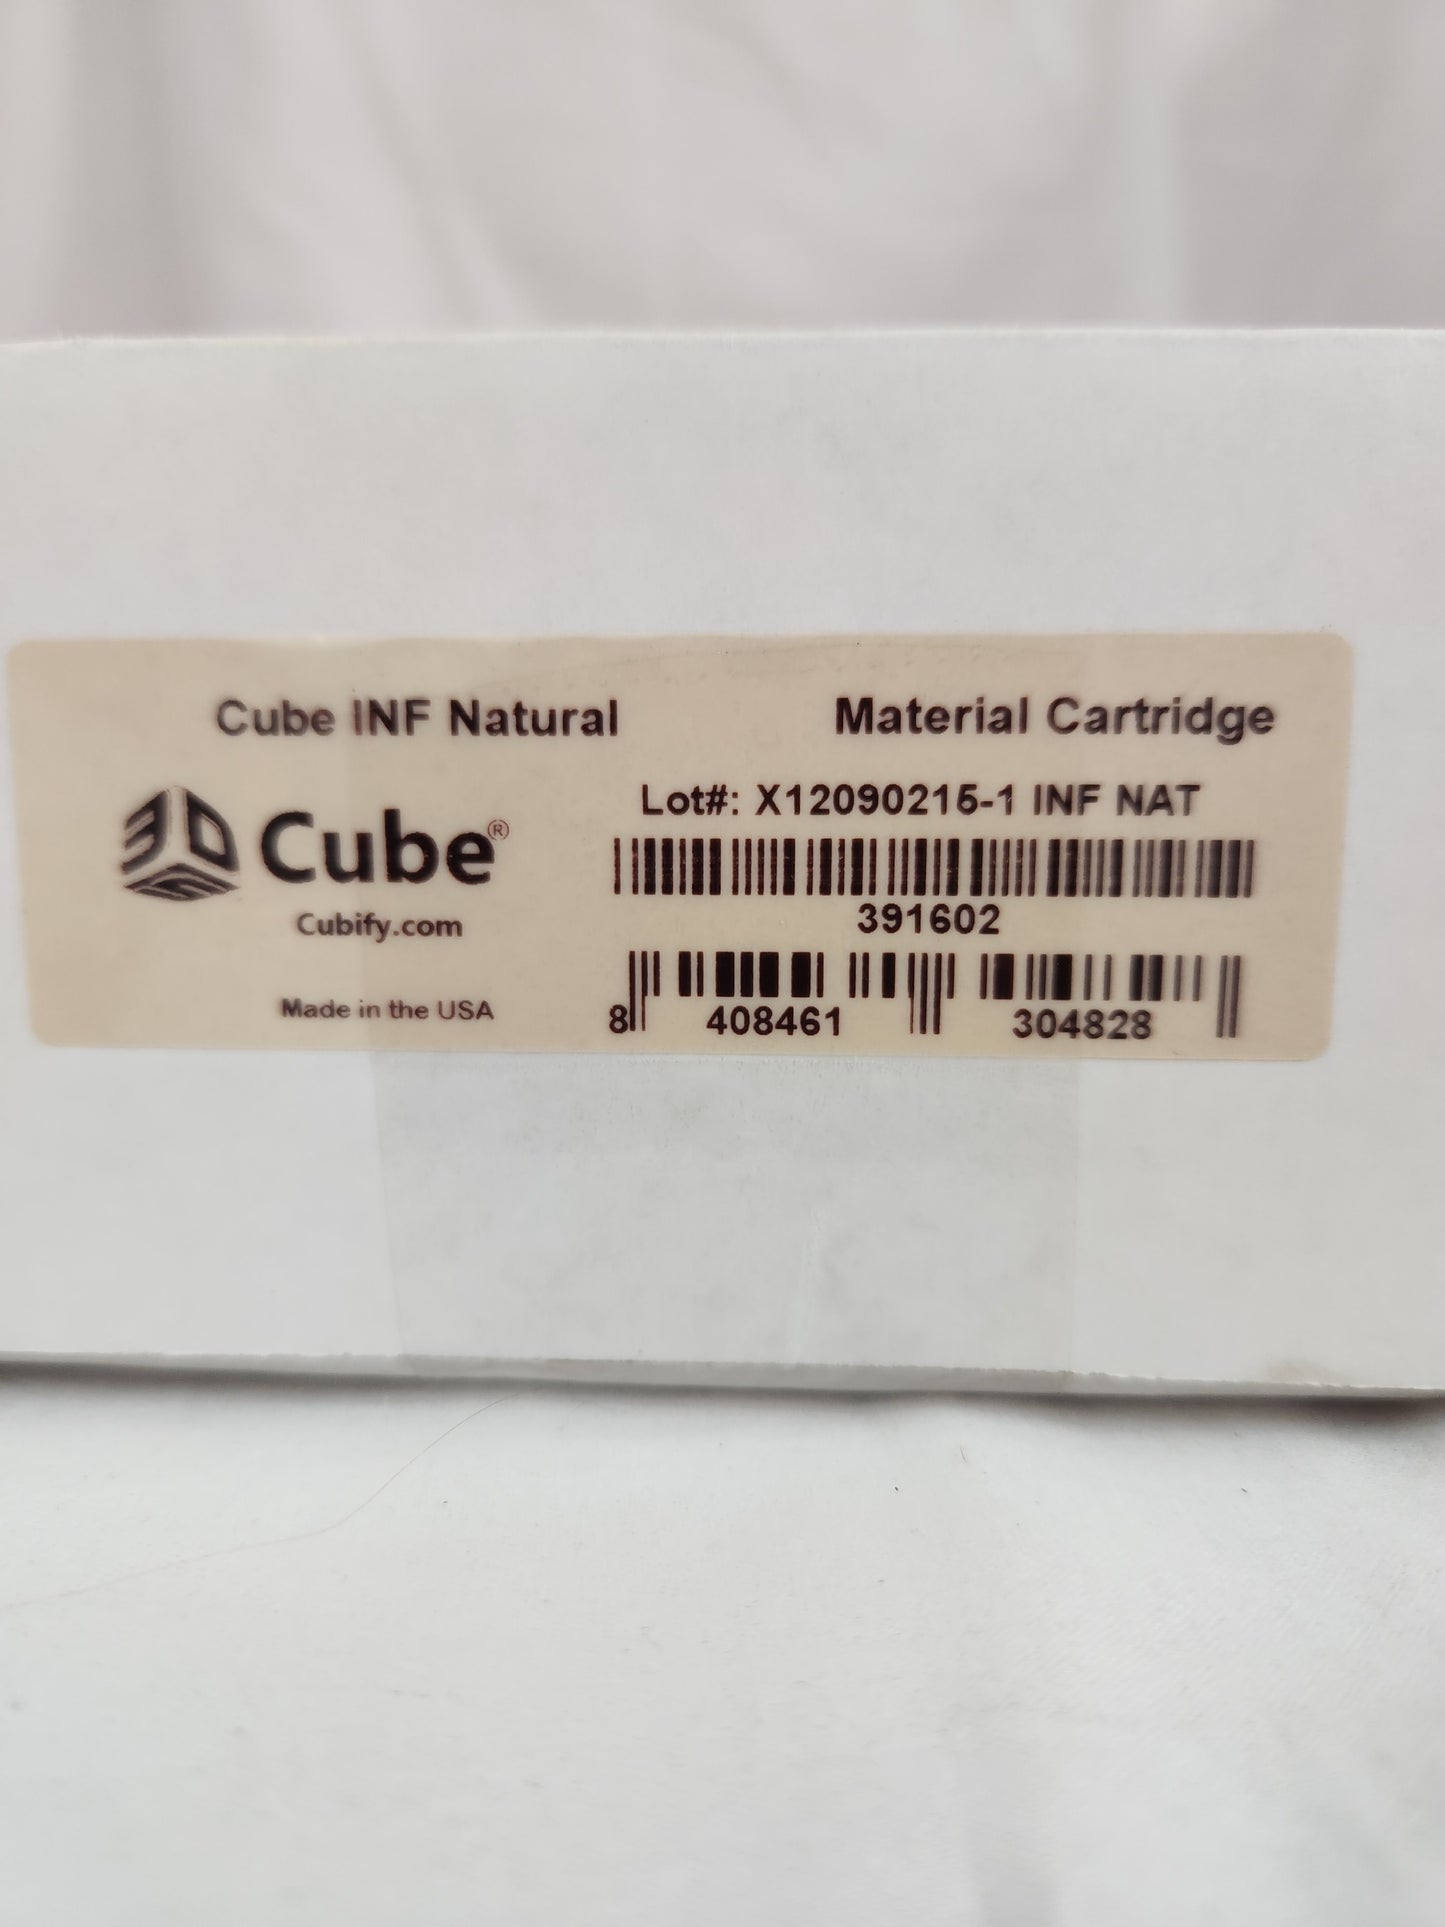 Cube INF Natural Material Cartridge
Lot#: X12090215-1 INF NAT
3D Cube®
391602
Cubify.com
Made in the USA
8 408461 304828